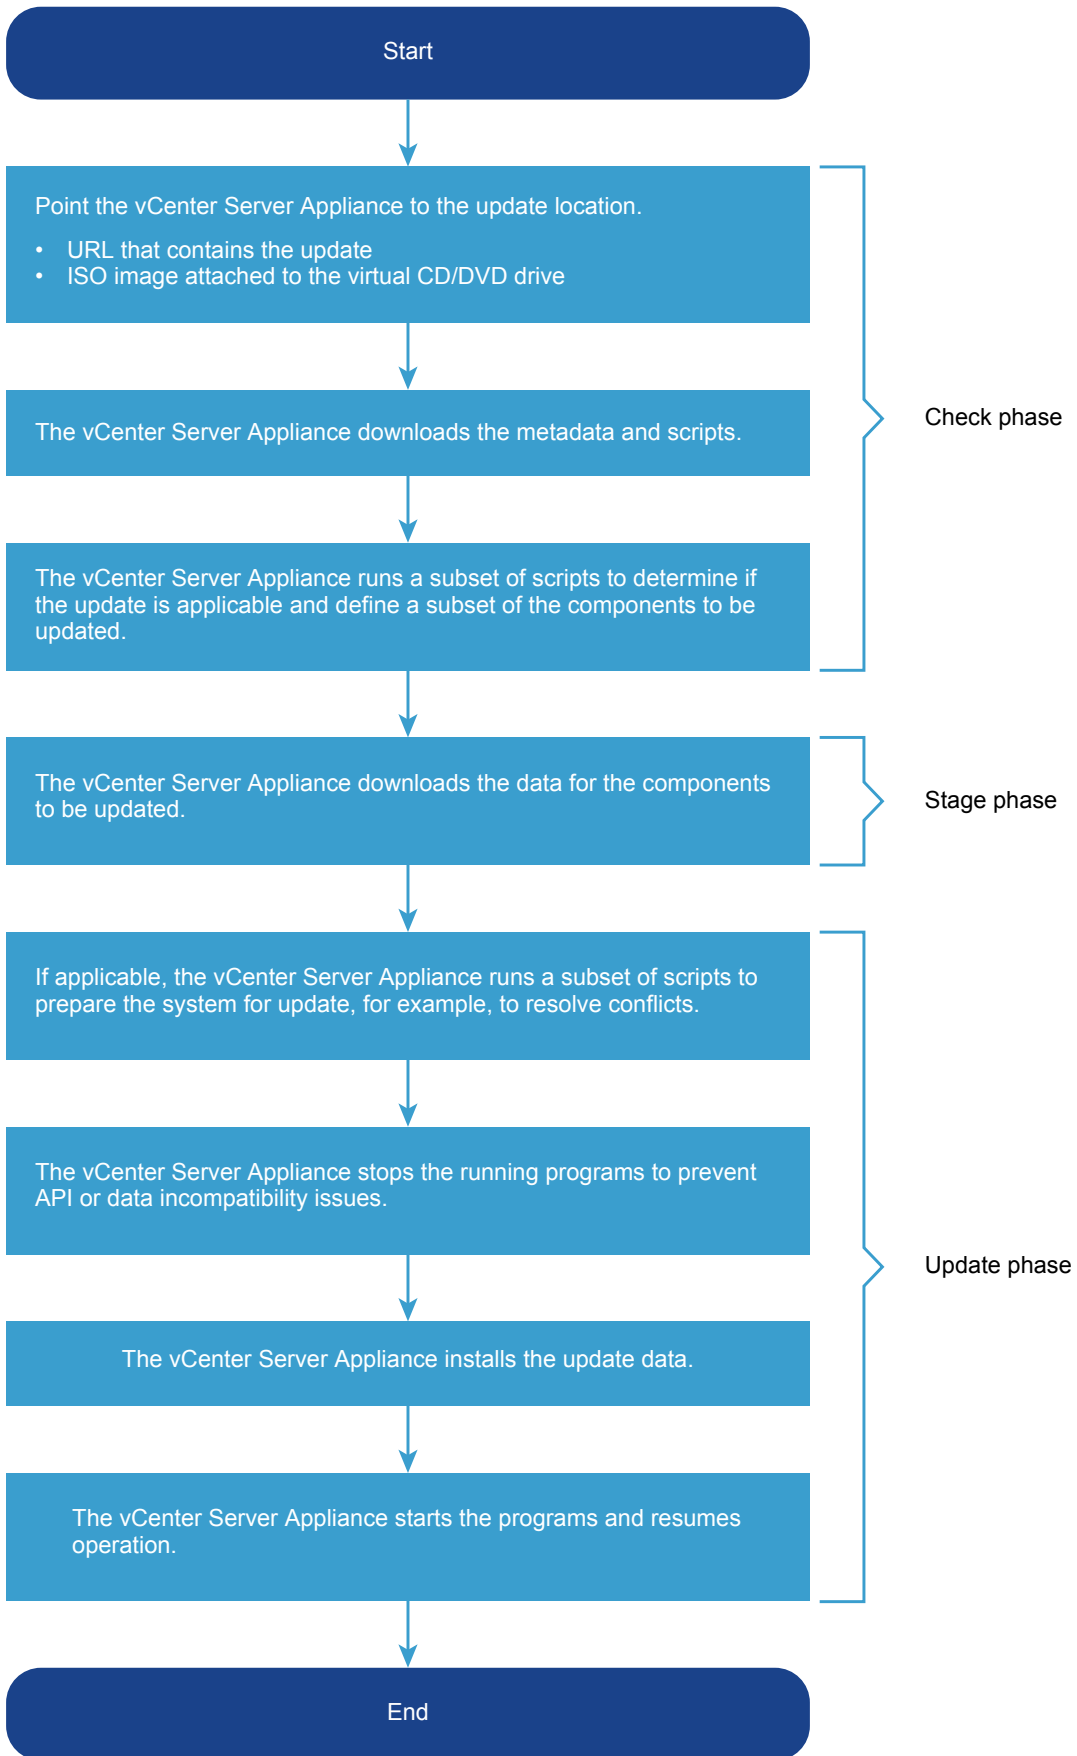 Start
Point the vCenter Server Appliance to the update location.
• URL that contains the update
• ISO image attached to the virtual CD/DVD drive
The vCenter Server Appliance downloads the metadata and scripts.
Check phase
The vCenter Server Appliance runs a subset of scripts to determine if
the update is applicable and define a subset of the components to be
updated.
The vCenter Server Appliance downloads the data for the components
to be updated.
Stage phase
If applicable, the vCenter Server Appliance runs a subset of scripts to
prepare the system for update, for example, to resolve conflicts.
The vCenter Server Appliance stops the running programs to prevent
API or data incompatibility issues.
Update phase
The vCenter Server Appliance installs the update data.
The vCenter Server Appliance starts the programs and resumes
operation.
End